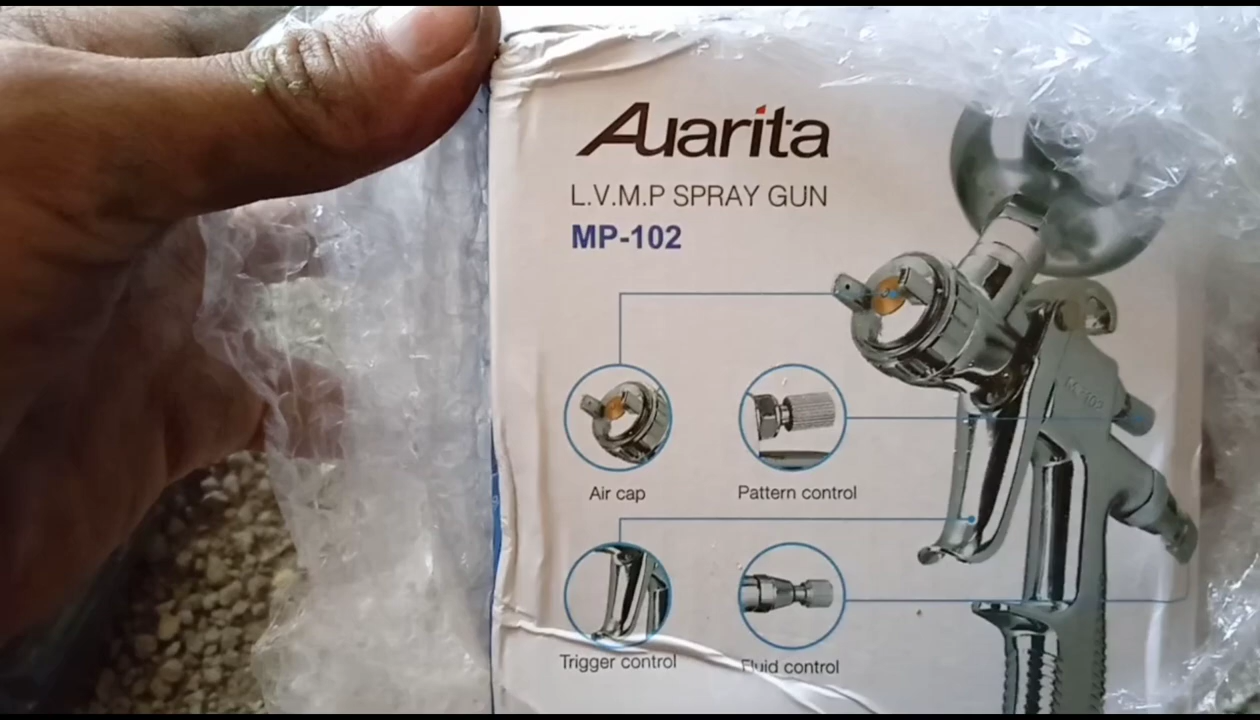 Auarita
L.V.M.P SPRAY GUN
MP-102
Air cap
Pattern control
Trigger control
Fluid control